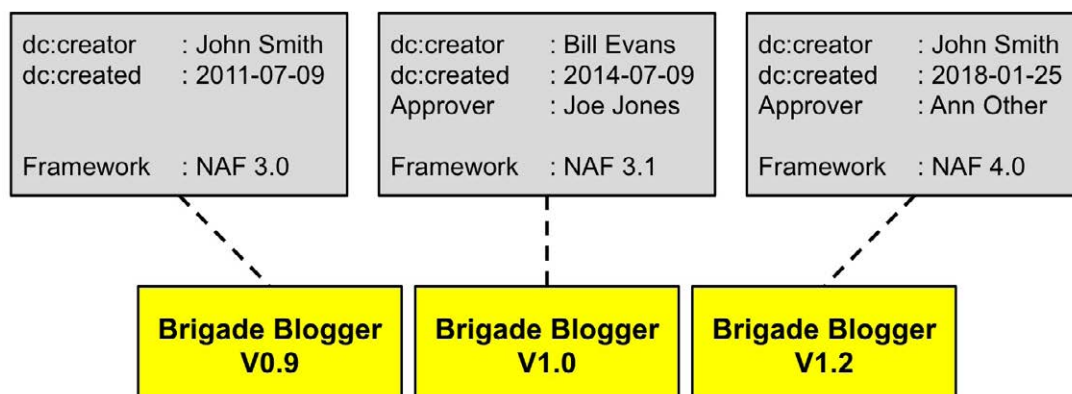 dc:creator : John Smith
dc:created : 2011-07-09
Framework : NAF 3.0
dc:creator : Bill Evans
dc:created : 2014-07-09
Approver : Joe Jones
Framework : NAF 3.1
dc:creator : John Smith
dc:created : 2018-01-25
Approver : Ann Other
Framework : NAF 4.0
Brigade Blogger
V0.9
Brigade Blogger
V1.0
Brigade Blogger
V1.2